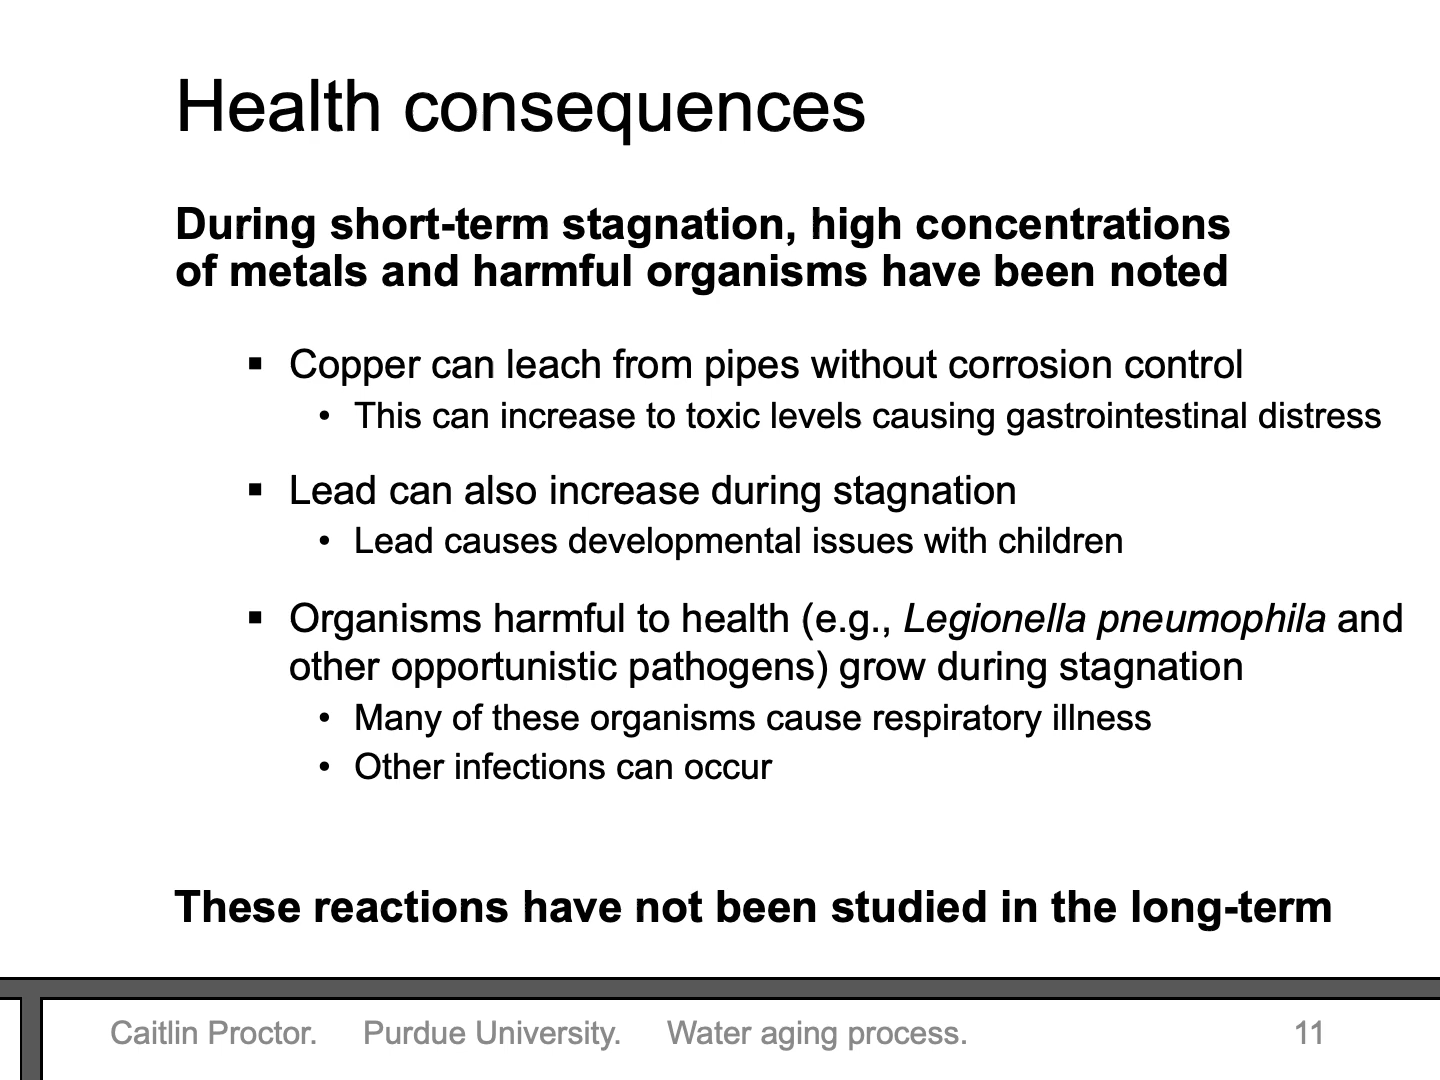 Health consequences
During short-term stagnation, high concentrations
of metals and harmful organisms have been noted
▪ Copper can leach from pipes without corrosion control
• This can increase to toxic levels causing gastrointestinal distress
▪ Lead can also increase during stagnation
• Lead causes developmental issues with children
▪ Organisms harmful to health (e.g., Legionella pneumophila and
other opportunistic pathogens) grow during stagnation
• Many of these organisms cause respiratory illness
• Other infections can occur
These reactions have not been studied in the long-term
Caitlin Proctor. Purdue University. Water aging process. 11